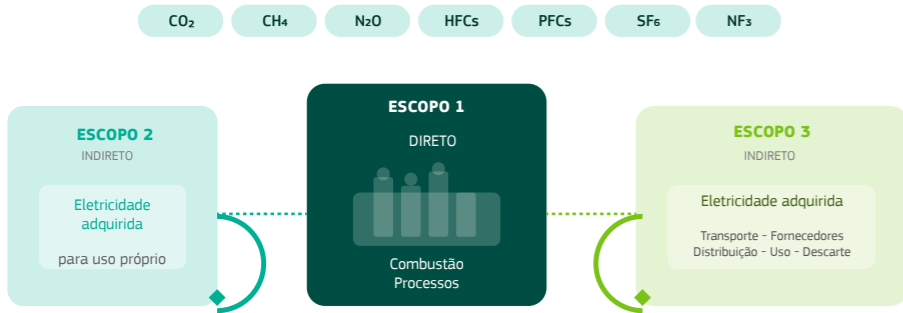 CO₂ CH₄ N₂O HFCs PFCs SF₆ NF₃
ESCOPO 2
INDIRETO
Eletricidade
adquirida
para uso próprio
ESCOPO 1
DIRETO
Combustão
Processos
ESCOPO 3
INDIRETO
Eletricidade adquirida
Transporte - Fornecedores
Distribuição - Uso - Descarte